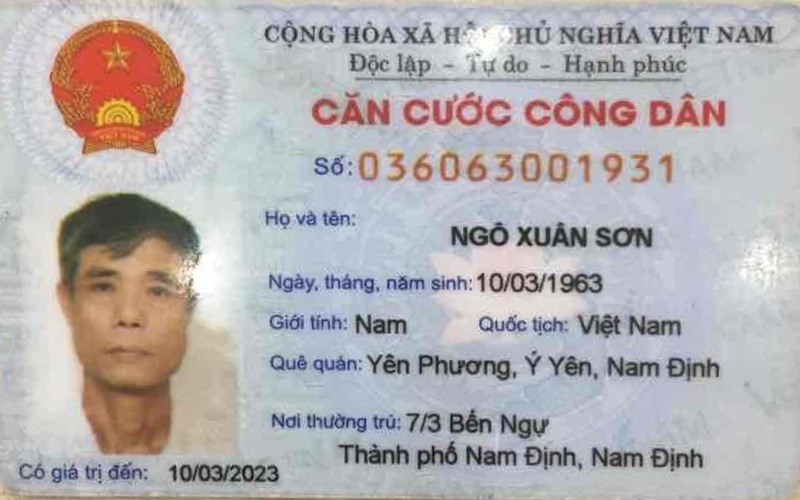 CỘNG HÒA XÃ HỘI CHỦ NGHĨA VIỆT NAM
Độc lập - Tự do - Hạnh phúc
CĂN CƯỚC CÔNG DÂN
Số: 036063001931
Họ và tên:
NGÔ XUÂN SƠN
Ngày, tháng, năm sinh: 10/03/1963
Giới tính: Nam Quốc tịch: Việt Nam
Quê quán: Yên Phương, Ý Yên, Nam Định
Nơi thường trú: 7/3 Bến Ngự
Thành phố Nam Định, Nam Định
Có giá trị đến: 10/03/2023